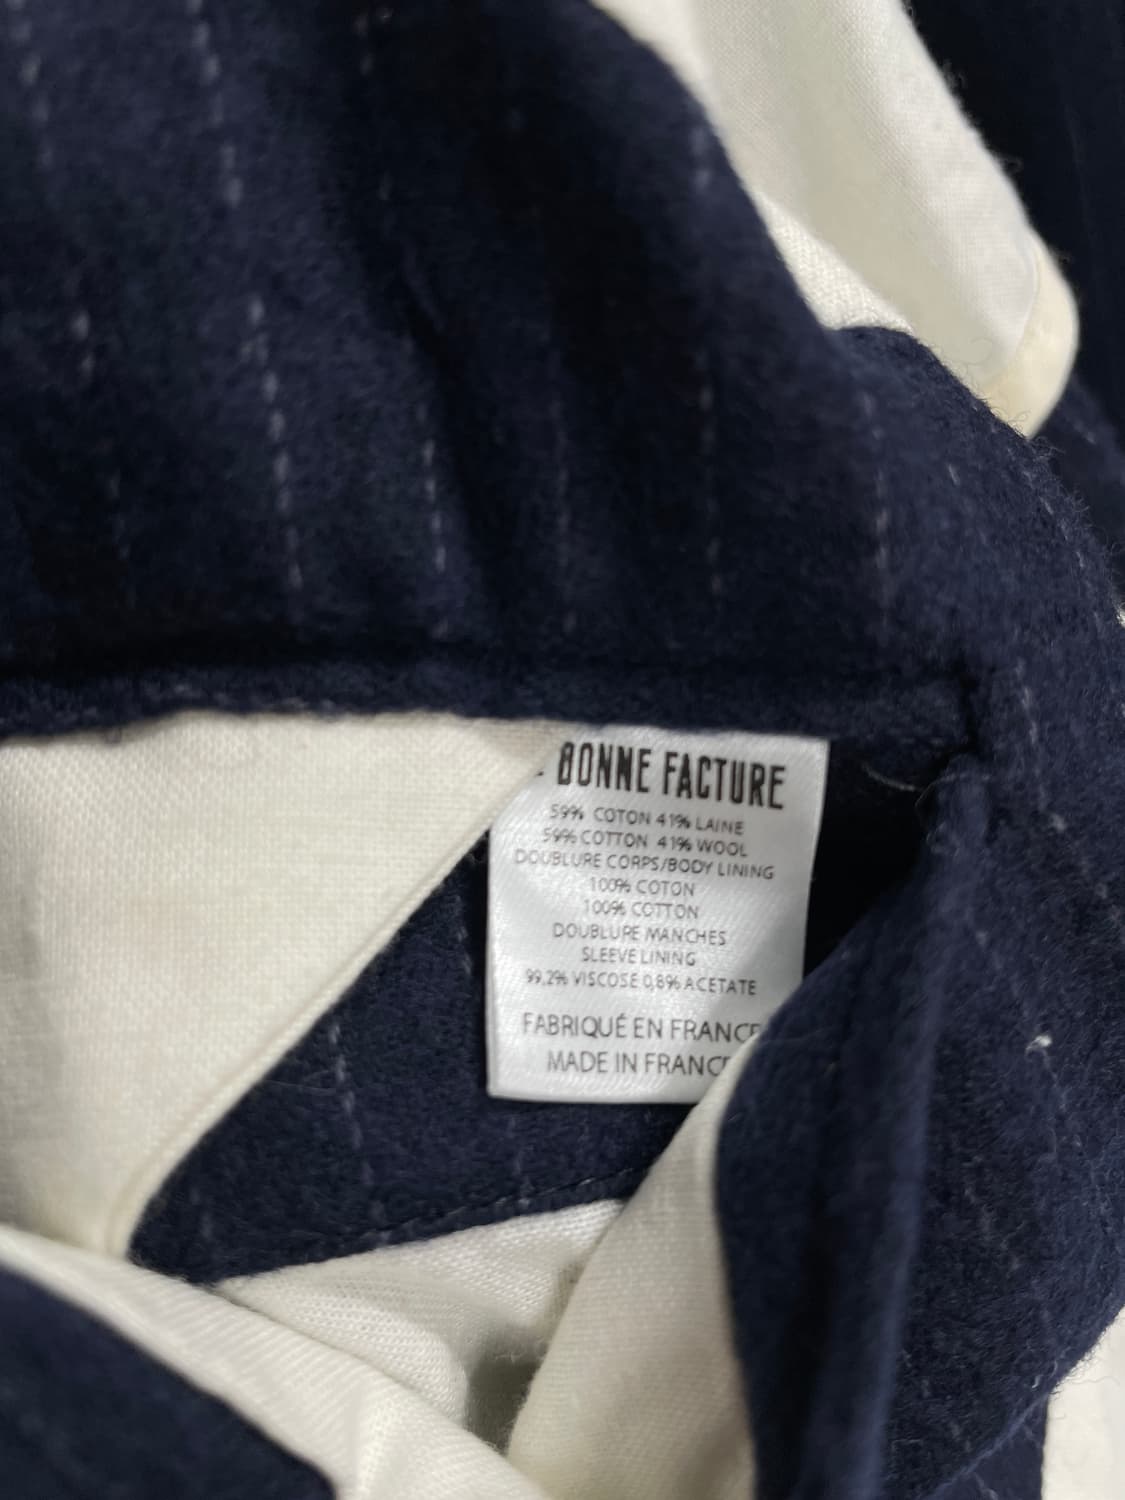 BONNE FACTURE
59% COTON 41% LAINE
59% COTTON 41% WOOL
DOUBLURE CORPS/BODY LINING
100% COTON
100% COTTON
DOUBLURE MANCHES
SLEEVE LINING
99,2% VISCOSE 0,8% ACETATE
FABRIQUÉ EN FRANCE
MADE IN FRANCE